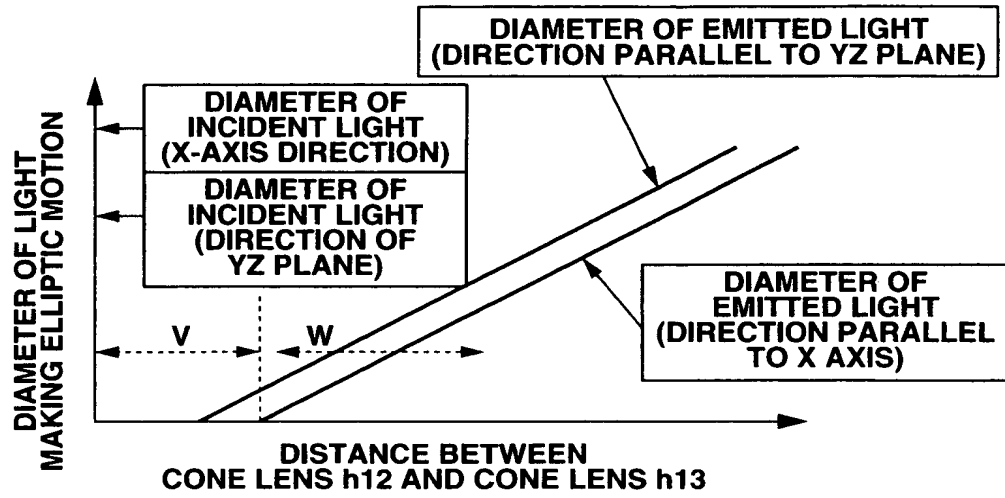 DIAMETER OF EMITTED LIGHT
(DIRECTION PARALLEL TO YZ PLANE)
DIAMETER OF
INCIDENT LIGHT
(X-AXIS DIRECTION)
DIAMETER OF
INCIDENT LIGHT
(DIRECTION OF
YZ PLANE)
DIAMETER OF LIGHT
MAKING ELLIPTIC MOTION
V
W
DIAMETER OF
EMITTED LIGHT
(DIRECTION PARALLEL
TO X AXIS)
DISTANCE BETWEEN
CONE LENS h12 AND CONE LENS h13